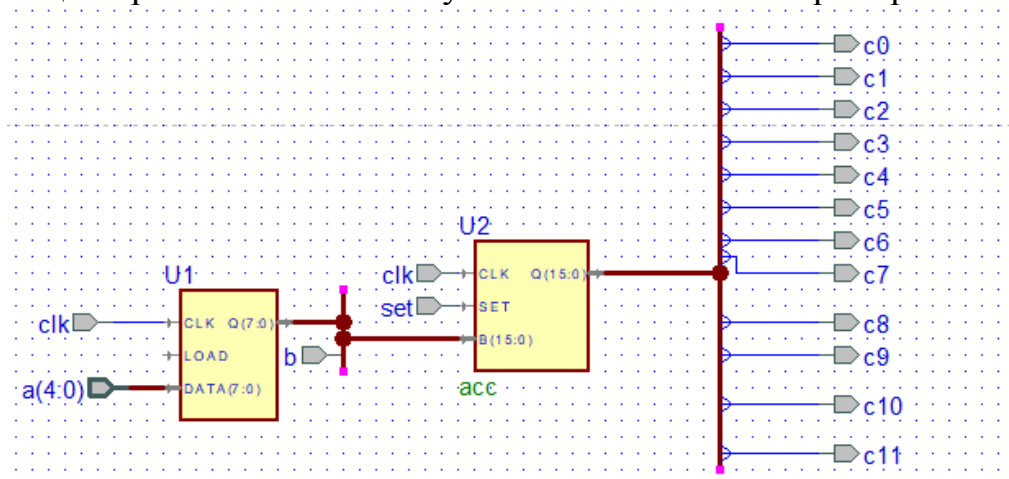 c0
c1
c2
c3
c4
c5
U2
c6
clk CLK Q(15:0)
c7
U1
set SET
clk CLK Q(7:0)
c8
B(15:0)
b
LOAD
c9
a(4:0) DATA(7:0)
acc
c10
c11